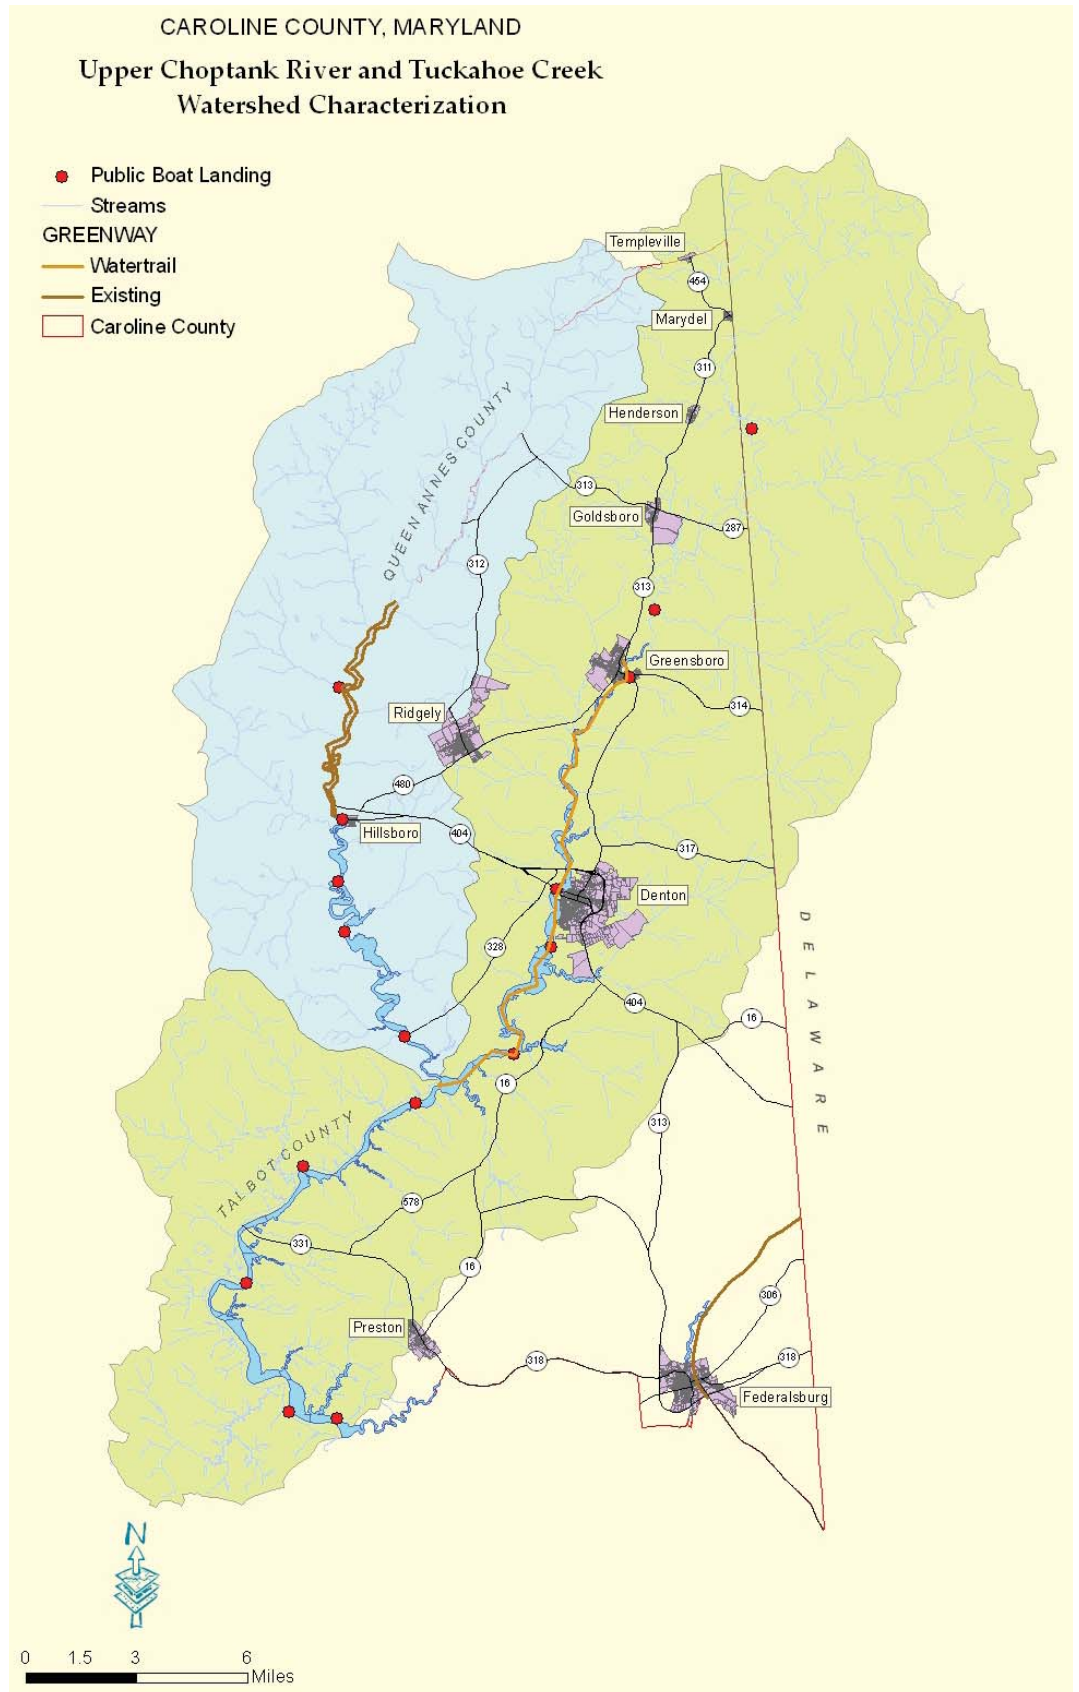 CAROLINE COUNTY, MARYLAND
Upper Choptank River and Tuckahoe Creek
Watershed Characterization
Public Boat Landing
Streams
GREENWAY
Watertrail
Existing
Caroline County
Templeville
454
Marydel
311
Henderson
QUEEN ANNES COUNTY
313
Goldsboro
287
312
313
Greensboro
314
Ridgely
480
Hillsboro
404
317
Denton
328
404
16
DELAWARE
16
313
TALBOT COUNTY
578
331
16
306
Preston
318
318
Federalsburg
N
0 1.5 3 6
Miles